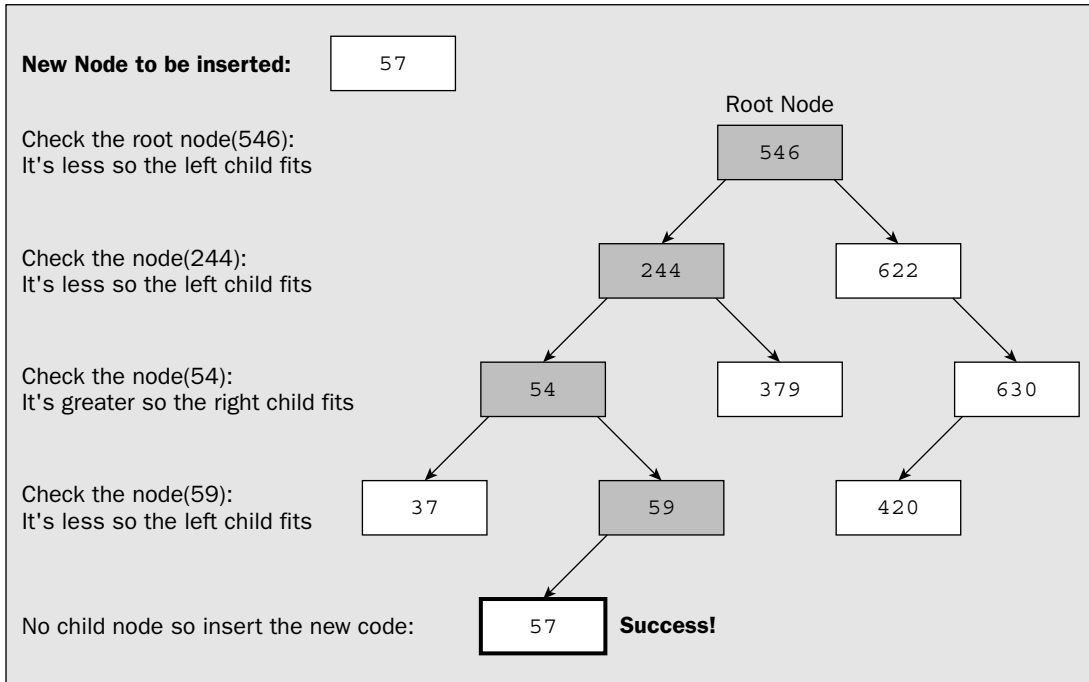 New Node to be inserted:
57
Root Node
Check the root node(546):
It's less so the left child fits
546
Check the node(244):
It's less so the left child fits
244
622
Check the node(54):
It's greater so the right child fits
54
379
630
Check the node(59):
It's less so the left child fits
37
59
420
No child node so insert the new code:
57
Success!